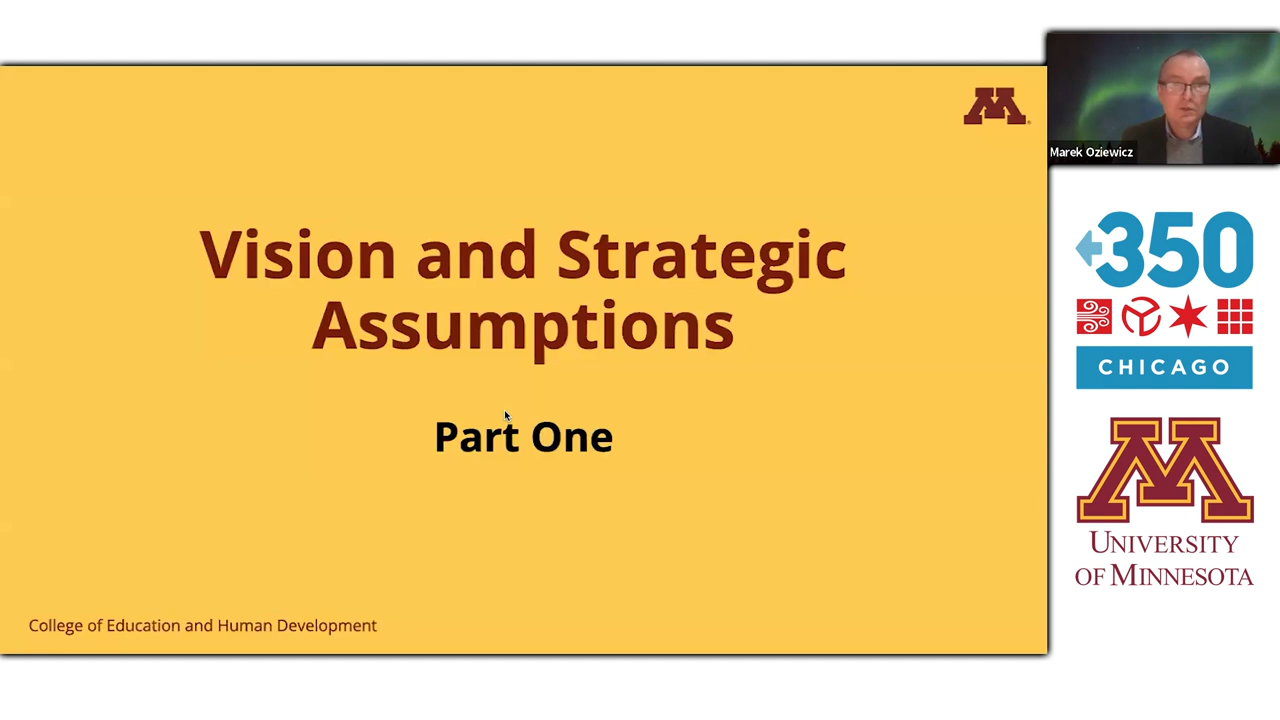 M
Vision and Strategic
Assumptions
Part One
College of Education and Human Development
Marek Oziewicz
350
CHICAGO
M
UNIVERSITY
OF MINNESOTA